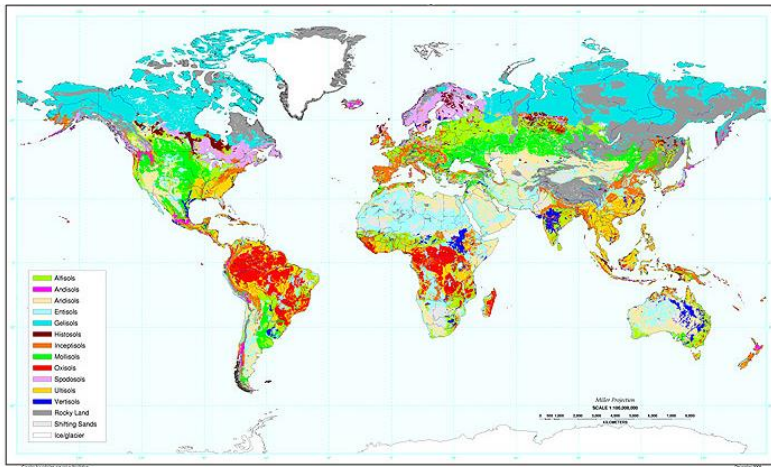 Alfisols
Andisols
Aridisols
Entisols
Gelisols
Histosols
Inceptisols
Mollisols
Oxisols
Spodosols
Ultisols
Vertisols
Rocky Land
Shifting Sands
Ice/glacier
Miller Projection
SCALE 1:100,000,000
KILOMETERS